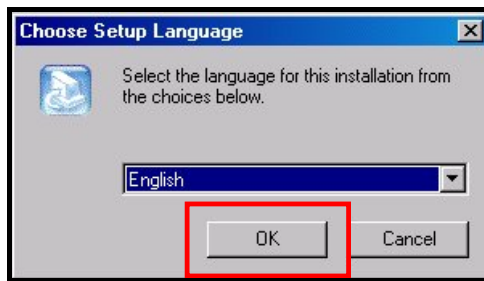 Choose Setup Language
Select the language for this installation from
the choices below.
English
OK
Cancel